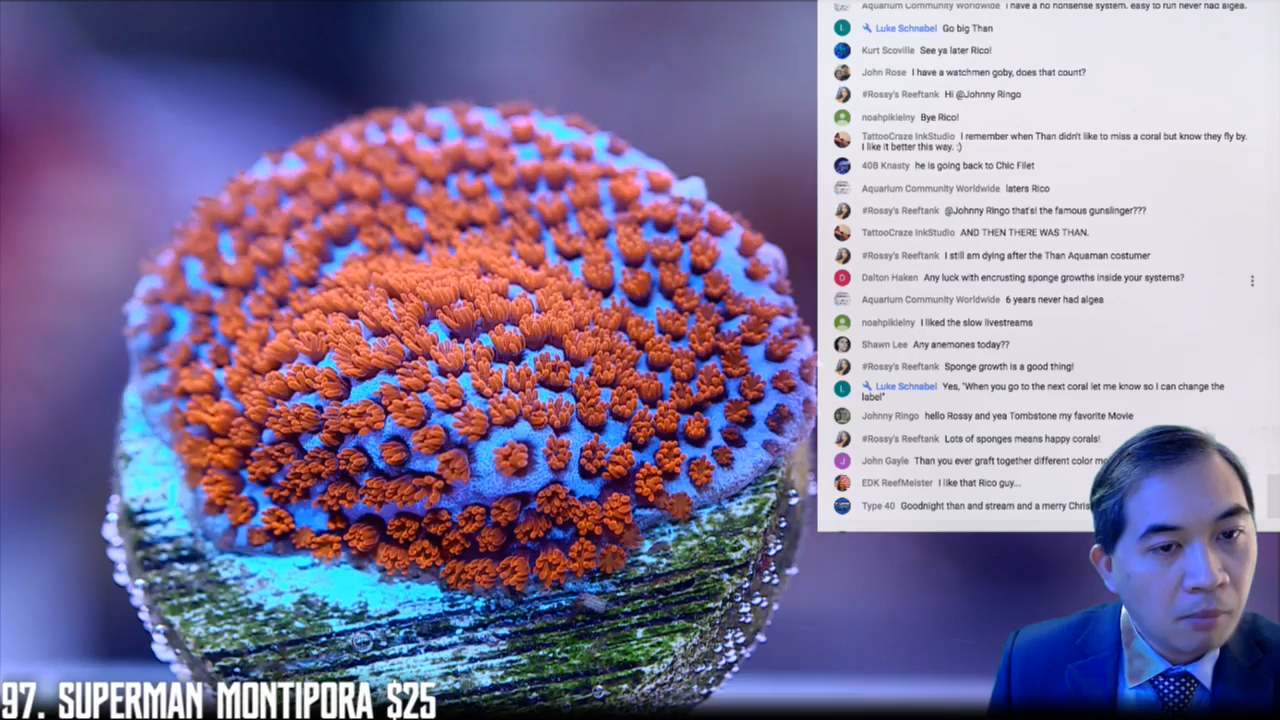 Aquarium Community Worldwide i have a no nonsense system. easy to run never had algea.
Luke Schnabel Go big Than
Kurt Scoville See ya later Rico!
John Rose I have a watchmen goby, does that count?
#Rossy's Reeftank Hi @Johnny Ringo
noahpikielny Bye Rico!
TattooCraze InkStudio I remember when Than didn't like to miss a coral but know they fly by.
I like it better this way. :)
40B Knasty he is going back to Chic Filet
Aquarium Community Worldwide laters Rico
#Rossy's Reeftank @Johnny Ringo that's! the famous gunslinger???
TattooCraze InkStudio AND THEN THERE WAS THAN.
#Rossy's Reeftank I still am dying after the Than Aquaman costumer
D Dalton Haken Any luck with encrusting sponge growths inside your systems?
Aquarium Community Worldwide 6 years never had algea
noahpikielny I liked the slow livestreams
Shawn Lee Any anemones today??
#Rossy's Reeftank Sponge growth is a good thing!
L Luke Schnabel Yes, "When you go to the next coral let me know so I can change the
label"
Johnny Ringo hello Rossy and yea Tombstone my favorite Movie
#Rossy's Reeftank Lots of sponges means happy corals!
J John Gayle Than you ever graft together different color
EDK ReefMeister I like that Rico guy...
Type 40 Goodnight than and stream and a merry
97. SUPERMAN MONTIPORA $25